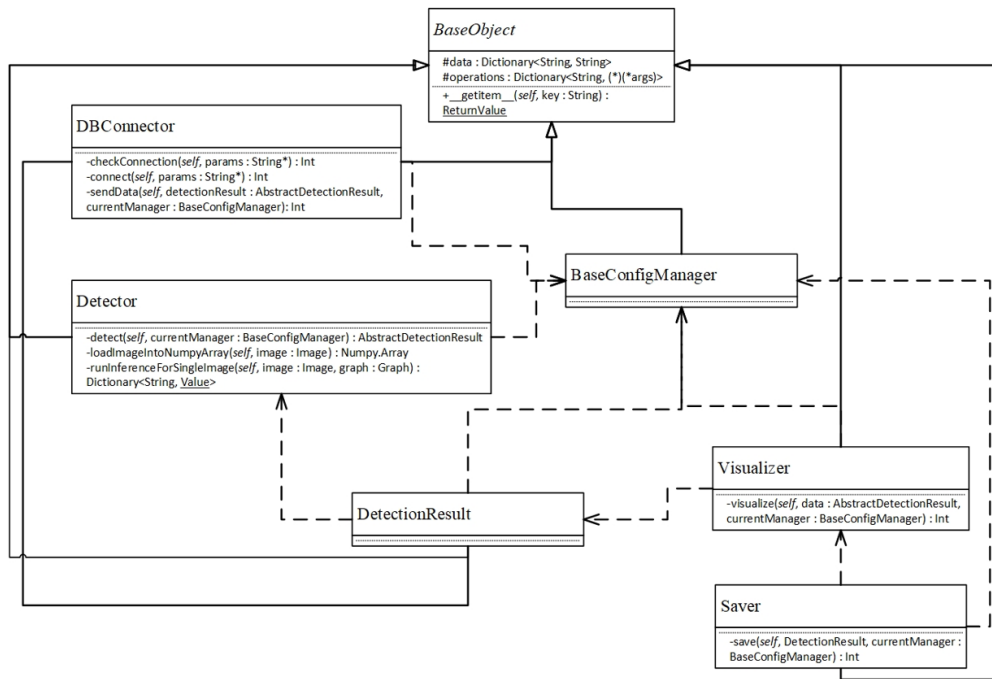 BaseObject
#data : Dictionary<String, String>
#operations : Dictionary<String, (*)(*args)>
+__getitem__(self, key : String) :
ReturnValue
DBConnector
-checkConnection(self, params : String*) : Int
-connect(self, params : String*) : Int
-sendData(self, detectionResult : AbstractDetectionResult,
currentManager : BaseConfigManager): Int
BaseConfigManager
Detector
-detect(self, currentManager : BaseConfigManager) : AbstractDetectionResult
-loadImageIntoNumpyArray(self, image : Image) : Numpy.Array
-runInferenceForSingleImage(self, image : Image, graph : Graph) :
Dictionary<String, Value>
Visualizer
-visualize(self, data : AbstractDetectionResult,
currentManager : BaseConfigManager) : Int
DetectionResult
Saver
-save(self, DetectionResult, currentManager :
BaseConfigManager) : Int